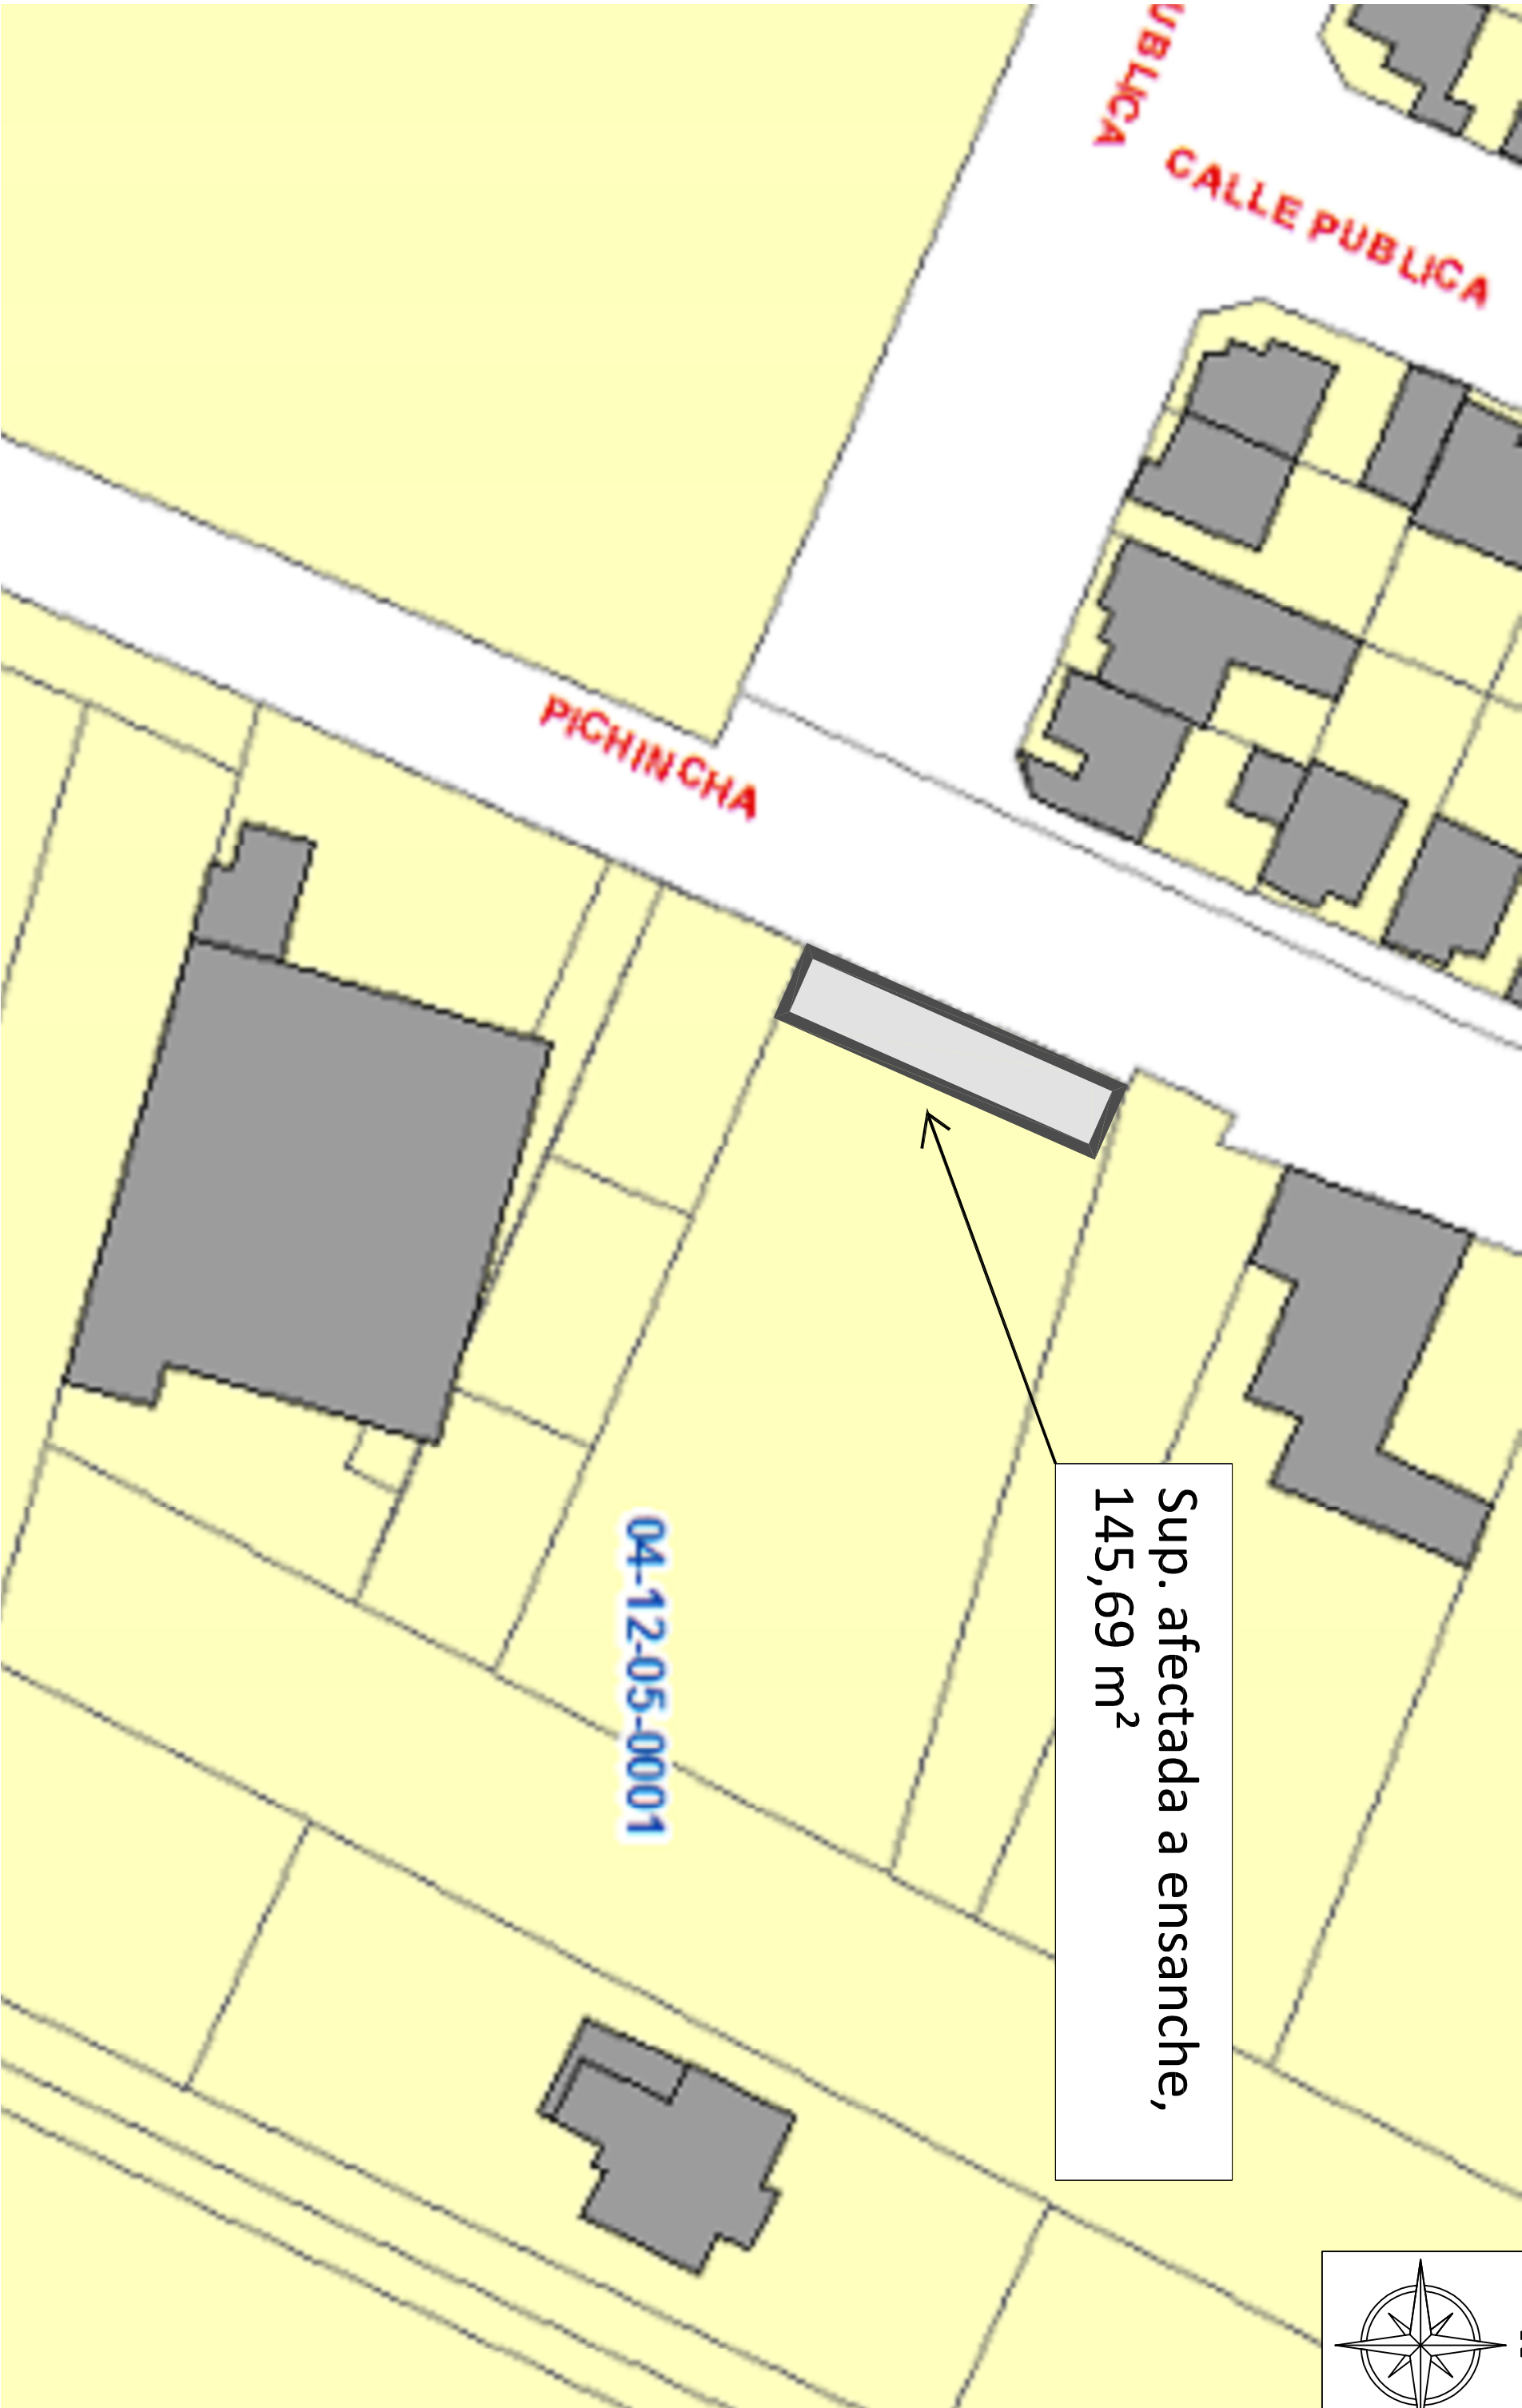 UBLICA
CALLE PUBLICA
PICHINCHA
Sup. afectada a ensanche,
145,69 m²
04-12-05-0001